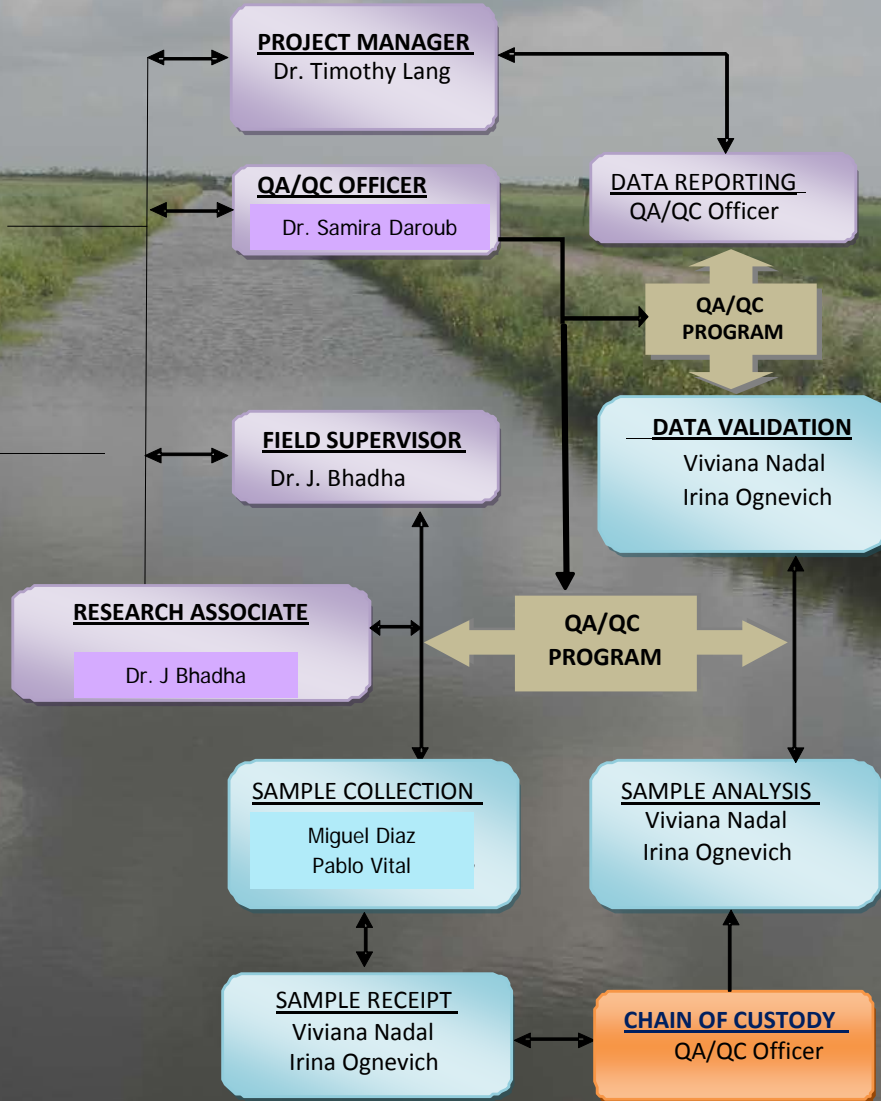 PROJECT MANAGER
Dr. Timothy Lang
QA/QC OFFICER
Dr. Samira Daroub
DATA REPORTING
QA/QC Officer
QA/QC
PROGRAM
DATA VALIDATION
Viviana Nadal
Irina Ognevich
FIELD SUPERVISOR
Dr. J. Bhadha
RESEARCH ASSOCIATE
Dr. J Bhadha
QA/QC
PROGRAM
SAMPLE COLLECTION
Miguel Diaz
Pablo Vital
SAMPLE ANALYSIS
Viviana Nadal
Irina Ognevich
SAMPLE RECEIPT
Viviana Nadal
Irina Ognevich
CHAIN OF CUSTODY
QA/QC Officer